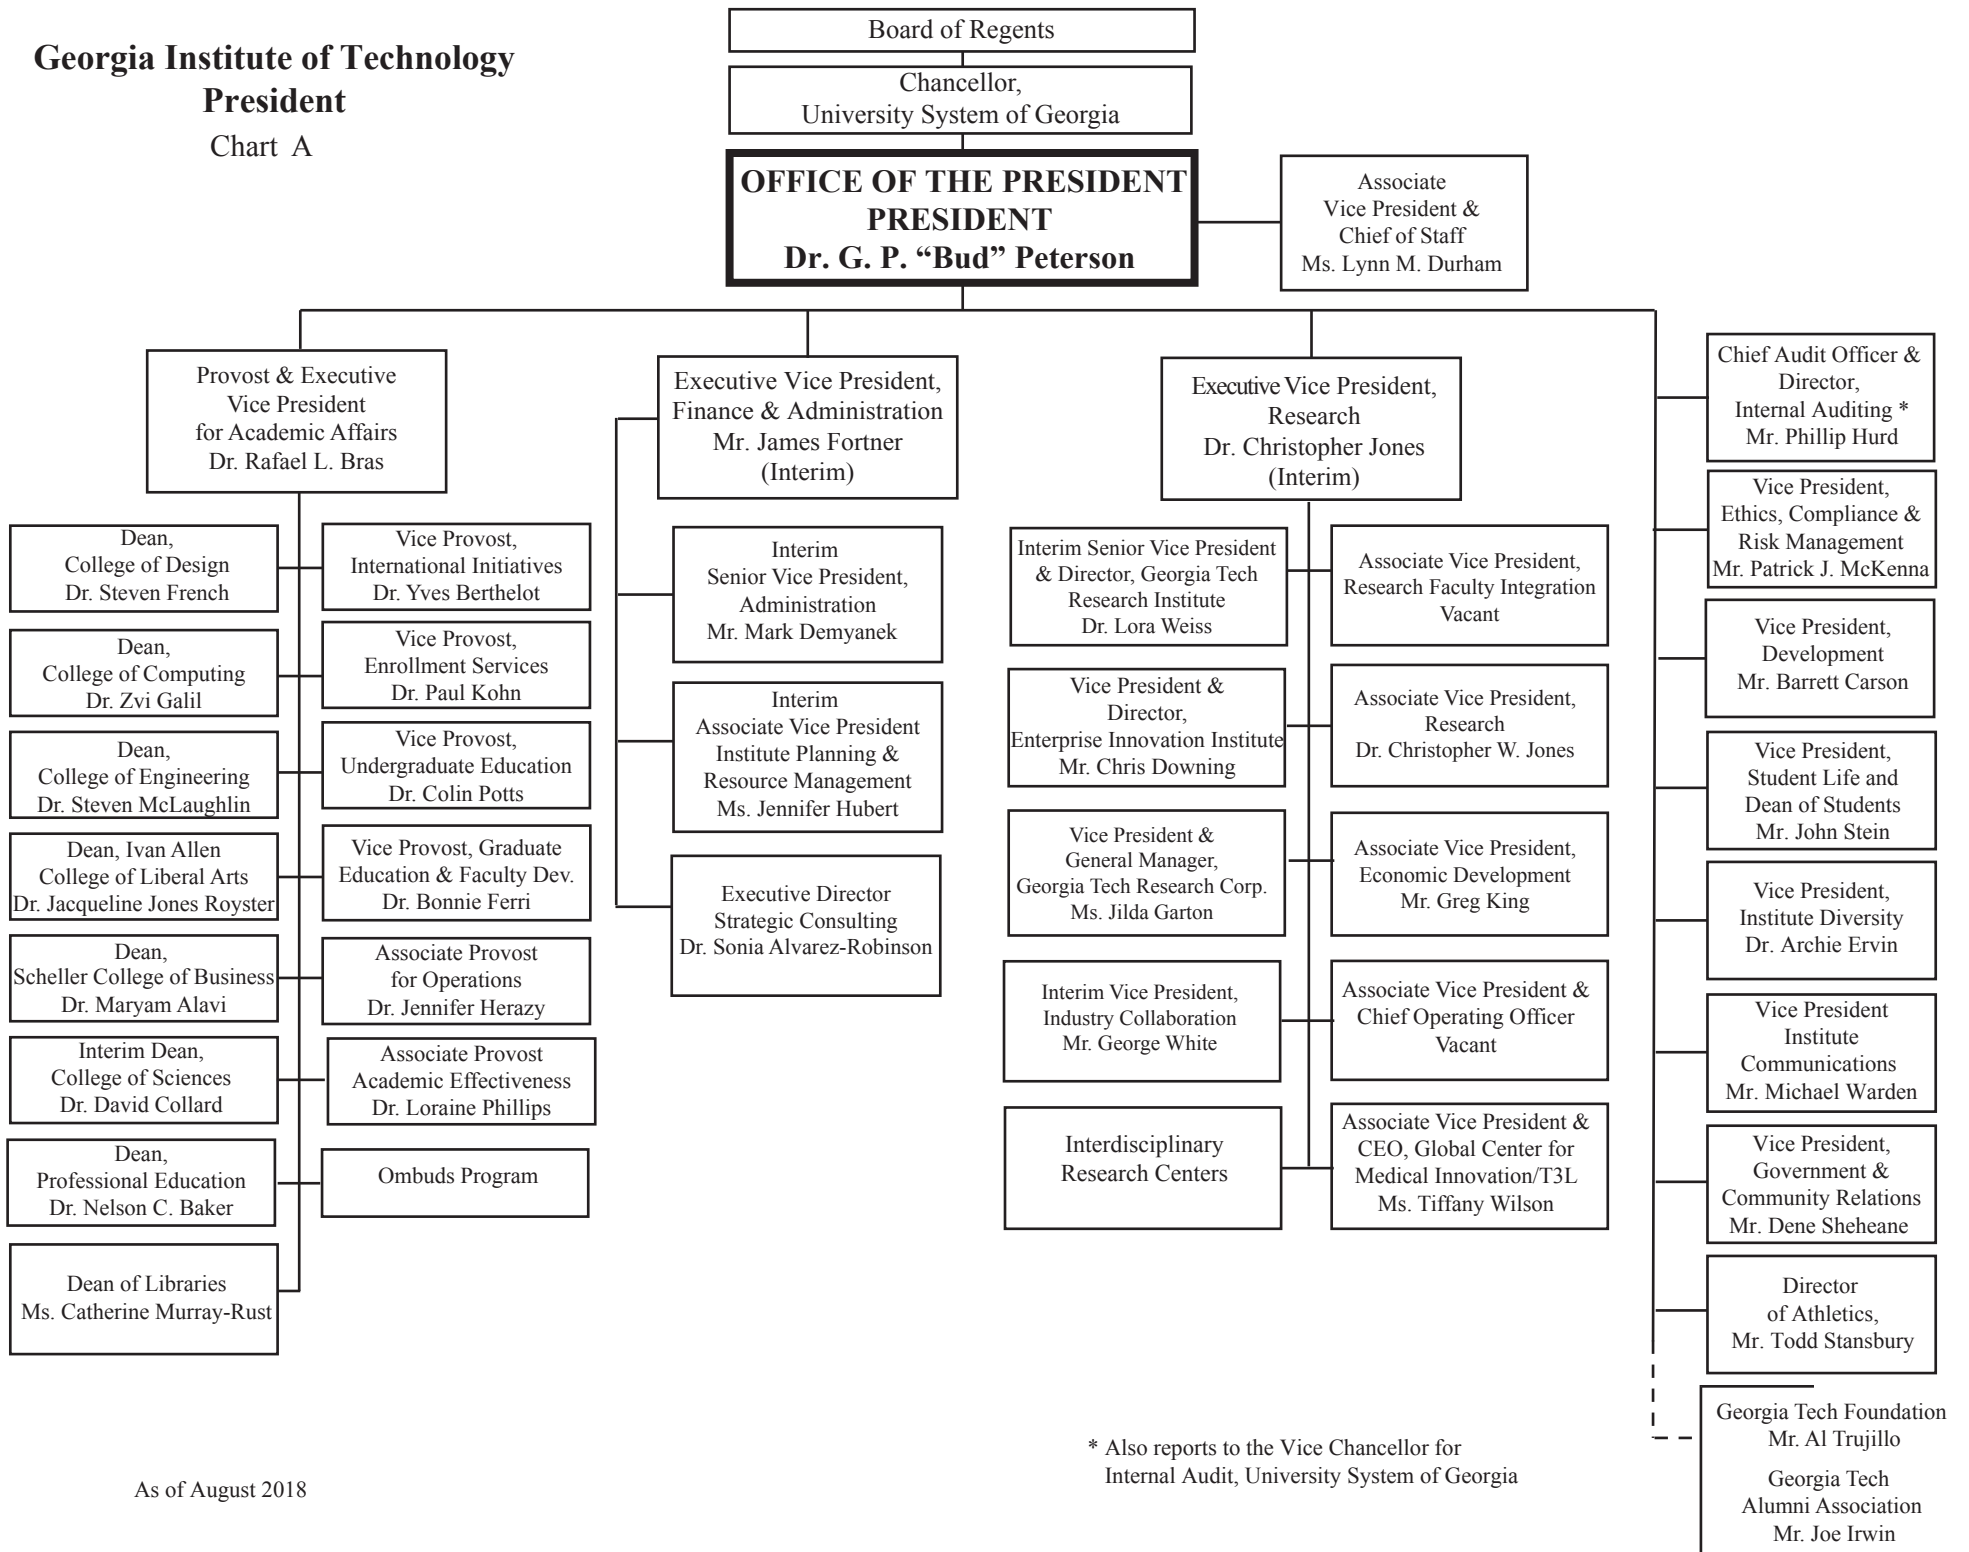 Georgia Institute of Technology
President
Chart A
Board of Regents
Chancellor,
University System of Georgia
OFFICE OF THE PRESIDENT
PRESIDENT
Dr. G. P. “Bud” Peterson
Associate
Vice President &
Chief of Staff
Ms. Lynn M. Durham
Provost & Executive
Vice President
for Academic Affairs
Dr. Rafael L. Bras
Dean,
College of Design
Dr. Steven French
Vice Provost,
International Initiatives
Dr. Yves Berthelot
Dean,
College of Computing
Dr. Zvi Galil
Vice Provost,
Enrollment Services
Dr. Paul Kohn
Dean,
College of Engineering
Dr. Steven McLaughlin
Vice Provost,
Undergraduate Education
Dr. Colin Potts
Dean, Ivan Allen
College of Liberal Arts
Dr. Jacqueline Jones Royster
Vice Provost, Graduate
Education & Faculty Dev.
Dr. Bonnie Ferri
Dean,
Scheller College of Business
Dr. Maryam Alavi
Associate Provost
for Operations
Dr. Jennifer Herazy
Interim Dean,
College of Sciences
Dr. David Collard
Associate Provost
Academic Effectiveness
Dr. Loraine Phillips
Dean,
Professional Education
Dr. Nelson C. Baker
Ombuds Program
Dean of Libraries
Ms. Catherine Murray-Rust
Executive Vice President,
Finance & Administration
Mr. James Fortner
(Interim)
Interim
Senior Vice President,
Administration
Mr. Mark Demyanek
Interim
Associate Vice President
Institute Planning &
Resource Management
Ms. Jennifer Hubert
Executive Director
Strategic Consulting
Dr. Sonia Alvarez-Robinson
Executive Vice President,
Research
Dr. Christopher Jones
(Interim)
Interim Senior Vice President
& Director, Georgia Tech
Research Institute
Dr. Lora Weiss
Associate Vice President,
Research Faculty Integration
Vacant
Vice President &
Director,
Enterprise Innovation Institute
Mr. Chris Downing
Associate Vice President,
Research
Dr. Christopher W. Jones
Vice President &
General Manager,
Georgia Tech Research Corp.
Ms. Jilda Garton
Associate Vice President,
Economic Development
Mr. Greg King
Interim Vice President,
Industry Collaboration
Mr. George White
Associate Vice President &
Chief Operating Officer
Vacant
Interdisciplinary
Research Centers
Associate Vice President &
CEO, Global Center for
Medical Innovation/T3L
Ms. Tiffany Wilson
Chief Audit Officer &
Director,
Internal Auditing *
Mr. Phillip Hurd
Vice President,
Ethics, Compliance &
Risk Management
Mr. Patrick J. McKenna
Vice President,
Development
Mr. Barrett Carson
Vice President,
Student Life and
Dean of Students
Mr. John Stein
Vice President,
Institute Diversity
Dr. Archie Ervin
Vice President
Institute
Communications
Mr. Michael Warden
Vice President,
Government &
Community Relations
Mr. Dene Sheheane
Director
of Athletics,
Mr. Todd Stansbury
Georgia Tech Foundation
Mr. Al Trujillo
Georgia Tech
Alumni Association
Mr. Joe Irwin
* Also reports to the Vice Chancellor for
Internal Audit, University System of Georgia
As of August 2018